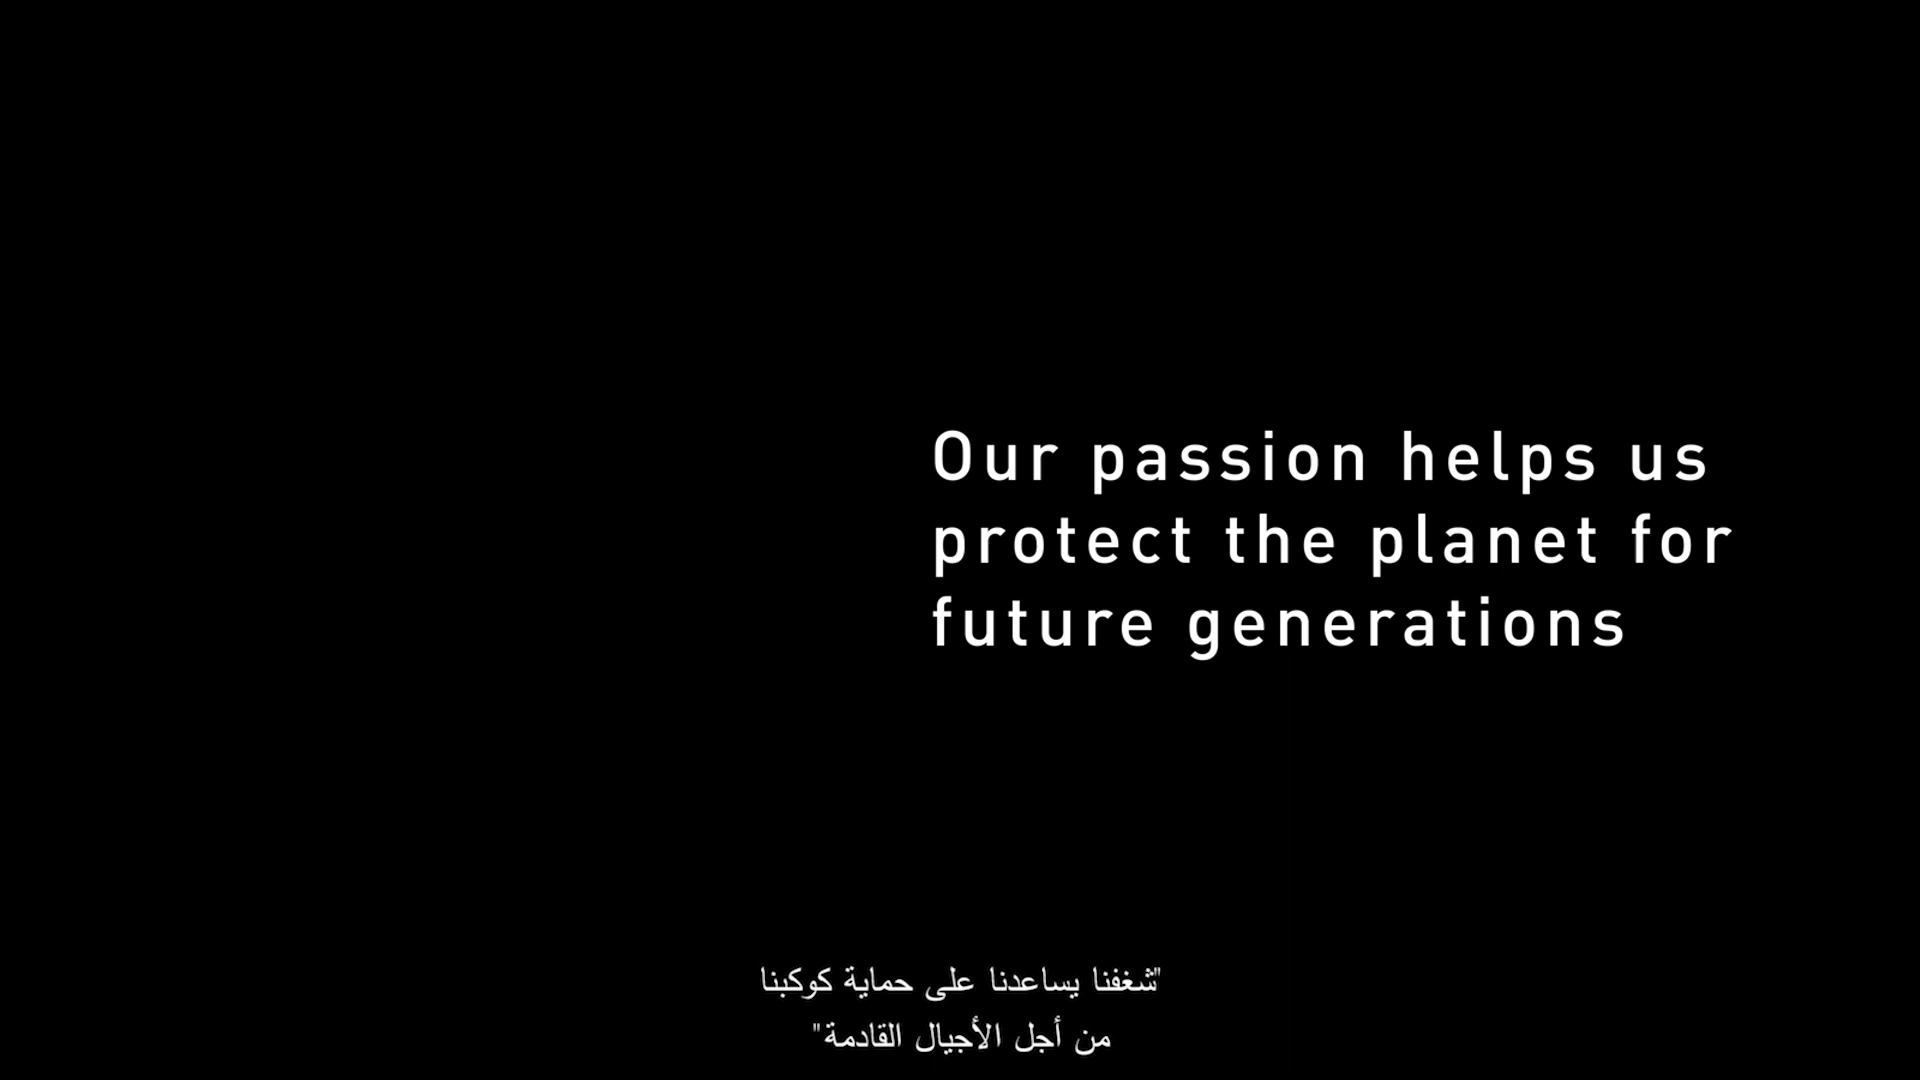 Our passion helps us
protect the planet for
future generations
"شغفنا يساعدنا على حماية كوكبنا
من أجل الأجيال القادمة"